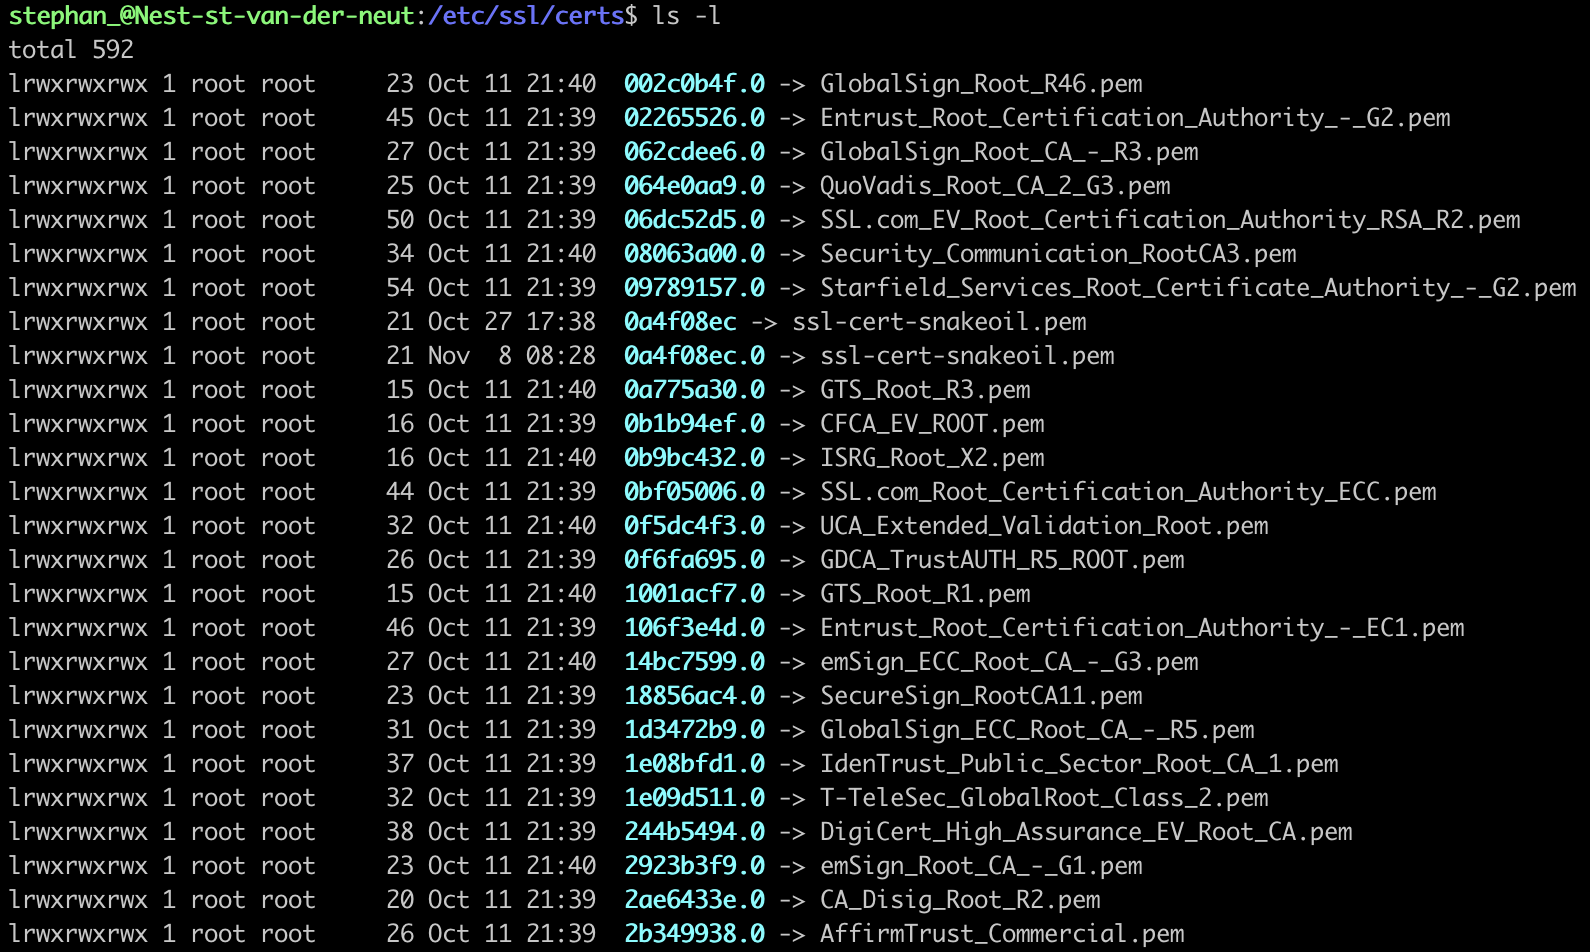 stephan_@Nest-st-van-der-neut:/etc/ssl/certs$ ls -l
total 592
lrwxrwxrwx 1 root root     23 Oct 11 21:40  002c0b4f.0 -> GlobalSign_Root_R46.pem
lrwxrwxrwx 1 root root     45 Oct 11 21:39  02265526.0 -> Entrust_Root_Certification_Authority_-_G2.pem
lrwxrwxrwx 1 root root     27 Oct 11 21:39  062cdee6.0 -> GlobalSign_Root_CA_-_R3.pem
lrwxrwxrwx 1 root root     25 Oct 11 21:39  064e0aa9.0 -> QuoVadis_Root_CA_2_G3.pem
lrwxrwxrwx 1 root root     50 Oct 11 21:39  06dc52d5.0 -> SSL.com_EV_Root_Certification_Authority_RSA_R2.pem
lrwxrwxrwx 1 root root     34 Oct 11 21:40  08063a00.0 -> Security_Communication_RootCA3.pem
lrwxrwxrwx 1 root root     54 Oct 11 21:39  09789157.0 -> Starfield_Services_Root_Certificate_Authority_-_G2.pem
lrwxrwxrwx 1 root root     21 Oct 27 17:38  0a4f08ec -> ssl-cert-snakeoil.pem
lrwxrwxrwx 1 root root     21 Nov  8 08:28  0a4f08ec.0 -> ssl-cert-snakeoil.pem
lrwxrwxrwx 1 root root     15 Oct 11 21:40  0a775a30.0 -> GTS_Root_R3.pem
lrwxrwxrwx 1 root root     16 Oct 11 21:39  0b1b94ef.0 -> CFCA_EV_ROOT.pem
lrwxrwxrwx 1 root root     16 Oct 11 21:40  0b9bc432.0 -> ISRG_Root_X2.pem
lrwxrwxrwx 1 root root     44 Oct 11 21:39  0bf05006.0 -> SSL.com_Root_Certification_Authority_ECC.pem
lrwxrwxrwx 1 root root     32 Oct 11 21:40  0f5dc4f3.0 -> UCA_Extended_Validation_Root.pem
lrwxrwxrwx 1 root root     26 Oct 11 21:39  0f6fa695.0 -> GDCA_TrustAUTH_R5_ROOT.pem
lrwxrwxrwx 1 root root     15 Oct 11 21:40  1001acf7.0 -> GTS_Root_R1.pem
lrwxrwxrwx 1 root root     46 Oct 11 21:39  106f3e4d.0 -> Entrust_Root_Certification_Authority_-_EC1.pem
lrwxrwxrwx 1 root root     27 Oct 11 21:40  14bc7599.0 -> emSign_ECC_Root_CA_-_G3.pem
lrwxrwxrwx 1 root root     23 Oct 11 21:39  18856ac4.0 -> SecureSign_RootCA11.pem
lrwxrwxrwx 1 root root     31 Oct 11 21:39  1d3472b9.0 -> GlobalSign_ECC_Root_CA_-_R5.pem
lrwxrwxrwx 1 root root     37 Oct 11 21:39  1e08bfd1.0 -> IdenTrust_Public_Sector_Root_CA_1.pem
lrwxrwxrwx 1 root root     32 Oct 11 21:39  1e09d511.0 -> T-TeleSec_GlobalRoot_Class_2.pem
lrwxrwxrwx 1 root root     38 Oct 11 21:39  244b5494.0 -> DigiCert_High_Assurance_EV_Root_CA.pem
lrwxrwxrwx 1 root root     23 Oct 11 21:40  2923b3f9.0 -> emSign_Root_CA_-_G1.pem
lrwxrwxrwx 1 root root     20 Oct 11 21:39  2ae6433e.0 -> CA_Disig_Root_R2.pem
lrwxrwxrwx 1 root root     26 Oct 11 21:39  2b349938.0 -> AffirmTrust_Commercial.pem